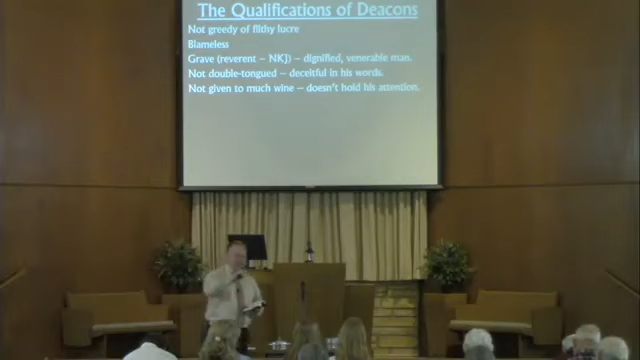 The Qualifications of Deacons
Not greedy of filthy lucre
Blameless
Grave (reverent – NKJ) – dignified, venerable man.
Not double-tongued – deceitful in his words.
Not given to much wine – doesn't hold his attention.